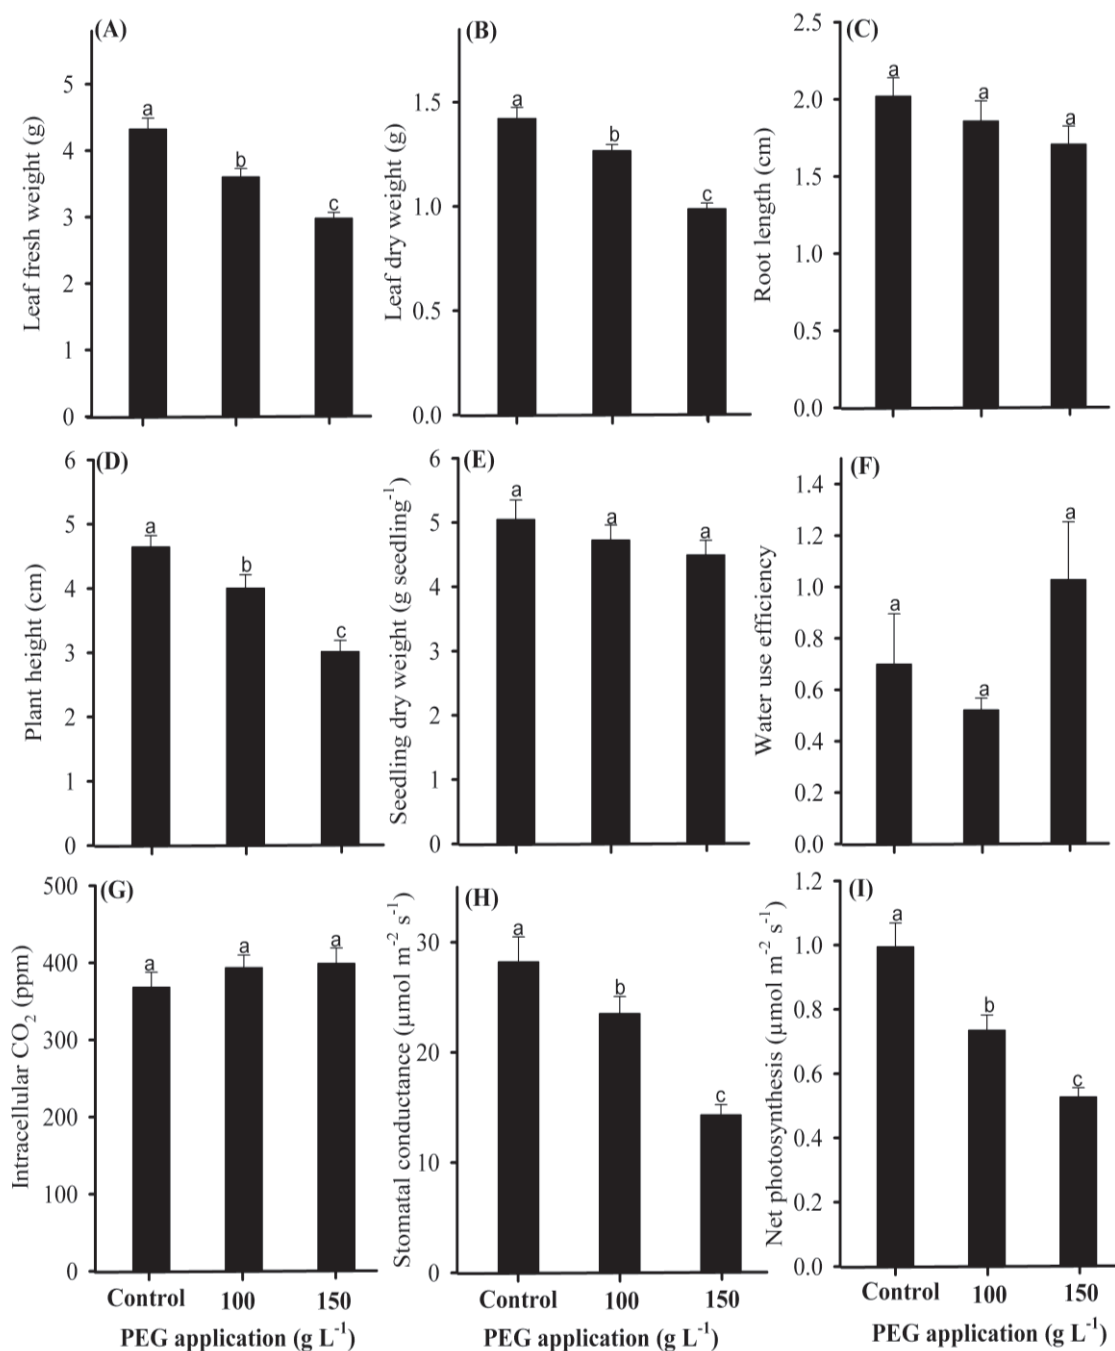 (A)
Leaf fresh weight (g)
5
4
3
2
1
0
a
b
c
(B)
Leaf dry weight (g)
1.5
1.0
0.5
0.0
a
b
c
(C)
Root length (cm)
2.5
2.0
1.5
1.0
0.5
0.0
a
a
a
(D)
Plant height (cm)
6
5
4
3
2
1
0
a
b
c
(E)
Seedling dry weight (g seedling⁻¹)
6
5
4
3
2
1
0
a
a
a
(F)
Water use efficiency
1.4
1.2
1.0
0.8
0.6
0.4
0.2
0.0
a
a
a
(G)
Intracellular CO₂ (ppm)
500
400
300
200
100
0
a
a
a
Control 100 150
PEG application (g L⁻¹)
(H)
Stomatal conductance (µmol m⁻² s⁻¹)
30
20
10
0
a
b
c
Control 100 150
PEG application (g L⁻¹)
(I)
Net photosynthesis (µmol m⁻² s⁻¹)
1.2
1.0
0.8
0.6
0.4
0.2
0.0
a
b
c
Control 100 150
PEG application (g L⁻¹)